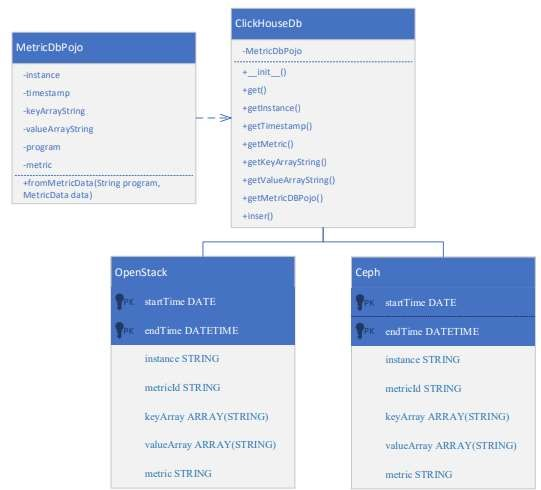 MetricDbPojo
-instance
-timestamp
-keyArrayString
-valueArrayString
-program
-metric
+fromMetricData(String program,
MetricData data)
ClickHouseDb
-MetricDbPojo
+__init__()
+get()
+getInstance()
+getTimestamp()
+getMetric()
+getKeyArrayString()
+getValueArrayString()
+getMetricDBPojo()
+inser()
OpenStack
PK startTime DATE
PK endTime DATETIME
instance STRING
metricId STRING
keyArray ARRAY(STRING)
valueArray ARRAY(STRING)
metric STRING
Ceph
PK startTime DATE
PK endTime DATETIME
instance STRING
metricId STRING
keyArray ARRAY(STRING)
valueArray ARRAY(STRING)
metric STRING